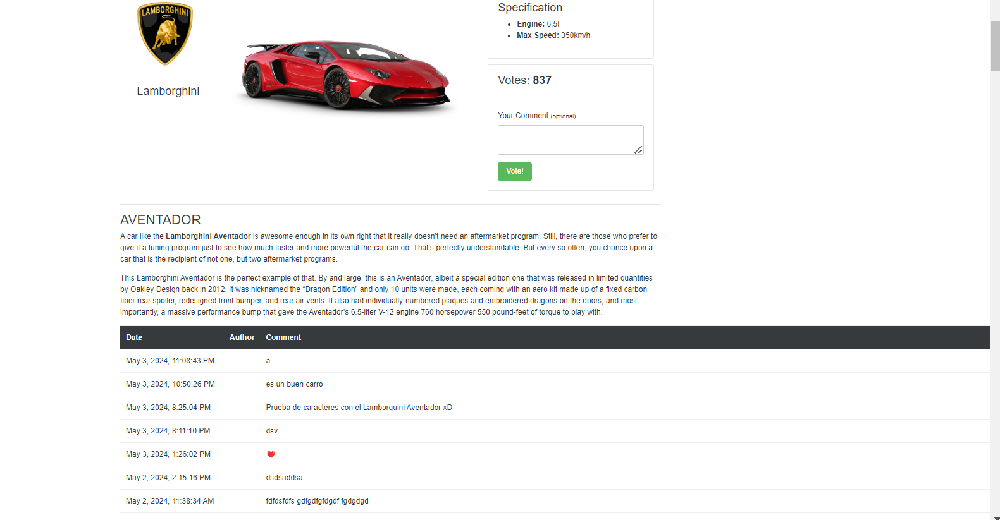 LAMBORGHINI
Lamborghini
Specification
Engine: 6.5l
Max Speed: 350km/h
Votes: 837
Your Comment (optional)
Vote!
AVENTADOR
A car like the Lamborghini Aventador is awesome enough in its own right that it really doesn’t need an aftermarket program. Still, there are those who prefer to
give it a tuning program just to see how much faster and more powerful the car can go. That’s perfectly understandable. But every so often, you chance upon a
car that is the recipient of not one, but two aftermarket programs.
This Lamborghini Aventador is the perfect example of that. By and large, this is an Aventador, albeit a special edition one that was released in limited quantities
by Oakley Design back in 2012. It was nicknamed the “Dragon Edition” and only 10 units were made, each coming with an aero kit made up of a fixed carbon
fiber rear spoiler, redesigned front bumper, and rear air vents. It also had individually-numbered plaques and embroidered dragons on the doors, and most
importantly, a massive performance bump that gave the Aventador’s 6.5-liter V-12 engine 760 horsepower 550 pound-feet of torque to play with.
Date Author Comment
May 3, 2024, 11:08:43 PM a
May 3, 2024, 10:50:26 PM es un buen carro
May 3, 2024, 8:25:04 PM Prueba de caracteres con el Lamborguini Aventador xD
May 3, 2024, 8:11:10 PM dsv
May 3, 2024, 1:26:02 PM ❤️
May 2, 2024, 2:15:16 PM dsdsaddsa
May 2, 2024, 11:38:34 AM fdfdsfdfs gdfgdfgfdgdf fgdgdgd